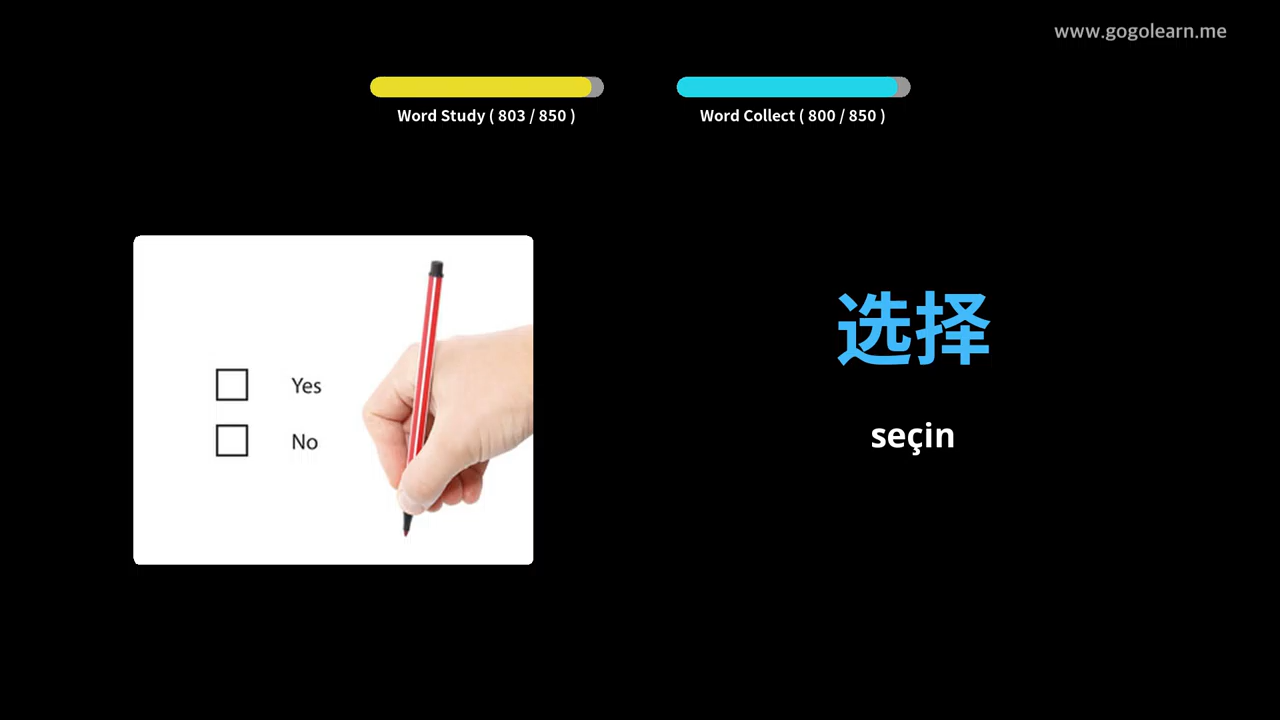 www.gogolearn.me
Word Study ( 803 / 850 )
Word Collect ( 800 / 850 )
选择
seçin
Yes
No